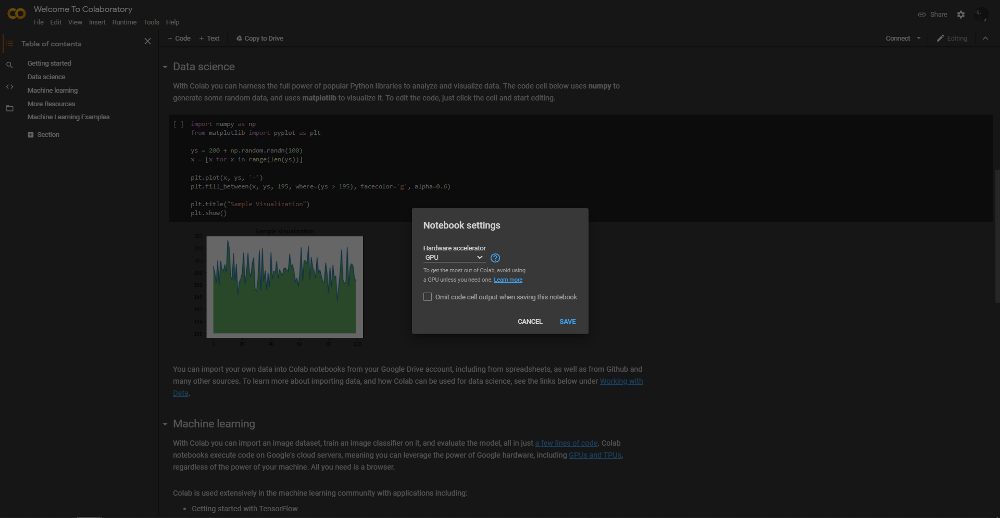 Welcome To Colaboratory
File Edit View Insert Runtime Tools Help
Share
Table of contents
Getting started
Data science
Machine learning
More Resources
Machine Learning Examples
Section
+ Code + Text Copy to Drive
Connect Editing
Data science
With Colab you can harness the full power of popular Python libraries to analyze and visualize data. The code cell below uses numpy to
generate some random data, and uses matplotlib to visualize it. To edit the code, just click the cell and start editing.
[ ] import numpy as np
from matplotlib import pyplot as plt
ys = 200 + np.random.randn(100)
x = [x for x in range(len(ys))]
plt.plot(x, ys, '-')
plt.fill_between(x, ys, 195, where=(ys > 195), facecolor='g', alpha=0.6)
plt.title("Sample Visualization")
plt.show()
Sample Visualization
203
202
201
200
199
198
197
196
195
0 20 40 60 80 100
Notebook settings
Hardware accelerator
GPU
?
To get the most out of Colab, avoid using
a GPU unless you need one. Learn more
Omit code cell output when saving this notebook
CANCEL SAVE
You can import your own data into Colab notebooks from your Google Drive account, including from spreadsheets, as well as from Github and
many other sources. To learn more about importing data, and how Colab can be used for data science, see the links below under Working with
Data.
Machine learning
With Colab you can import an image dataset, train an image classifier on it, and evaluate the model, all in just a few lines of code. Colab
notebooks execute code on Google's cloud servers, meaning you can leverage the power of Google hardware, including GPUs and TPUs,
regardless of the power of your machine. All you need is a browser.
Colab is used extensively in the machine learning community with applications including:
• Getting started with TensorFlow